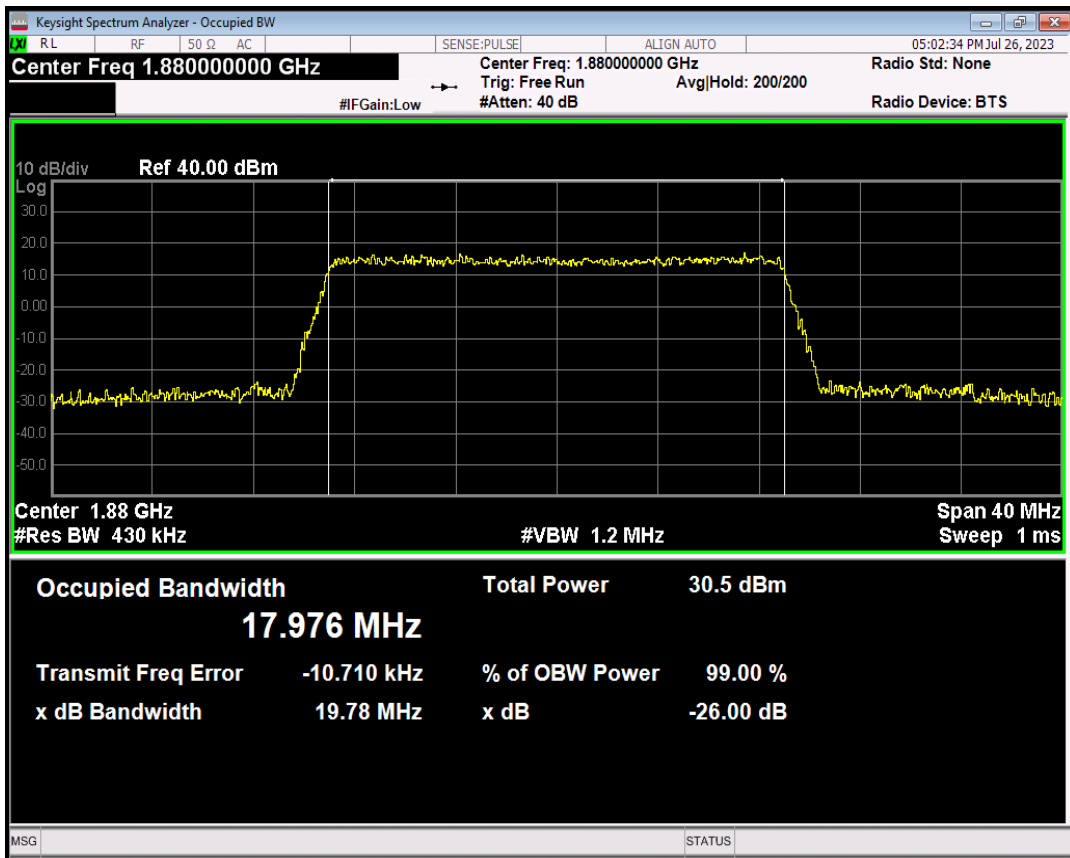 Keysight Spectrum Analyzer - Occupied BW
LXI RL RF 50 Ω AC SENSE:PULSE ALIGN AUTO 05:02:34 PM Jul 26, 2023
Center Freq 1.880000000 GHz Center Freq: 1.880000000 GHz Radio Std: None
Trig: Free Run Avg|Hold: 200/200
#IFGain:Low #Atten: 40 dB Radio Device: BTS
10 dB/div Ref 40.00 dBm
Log
30.0
20.0
10.0
0.00
-10.0
-20.0
-30.0
-40.0
-50.0
Center 1.88 GHz Span 40 MHz
#Res BW 430 kHz #VBW 1.2 MHz Sweep 1 ms
Occupied Bandwidth Total Power 30.5 dBm
17.976 MHz
Transmit Freq Error -10.710 kHz % of OBW Power 99.00 %
x dB Bandwidth 19.78 MHz x dB -26.00 dB
MSG STATUS